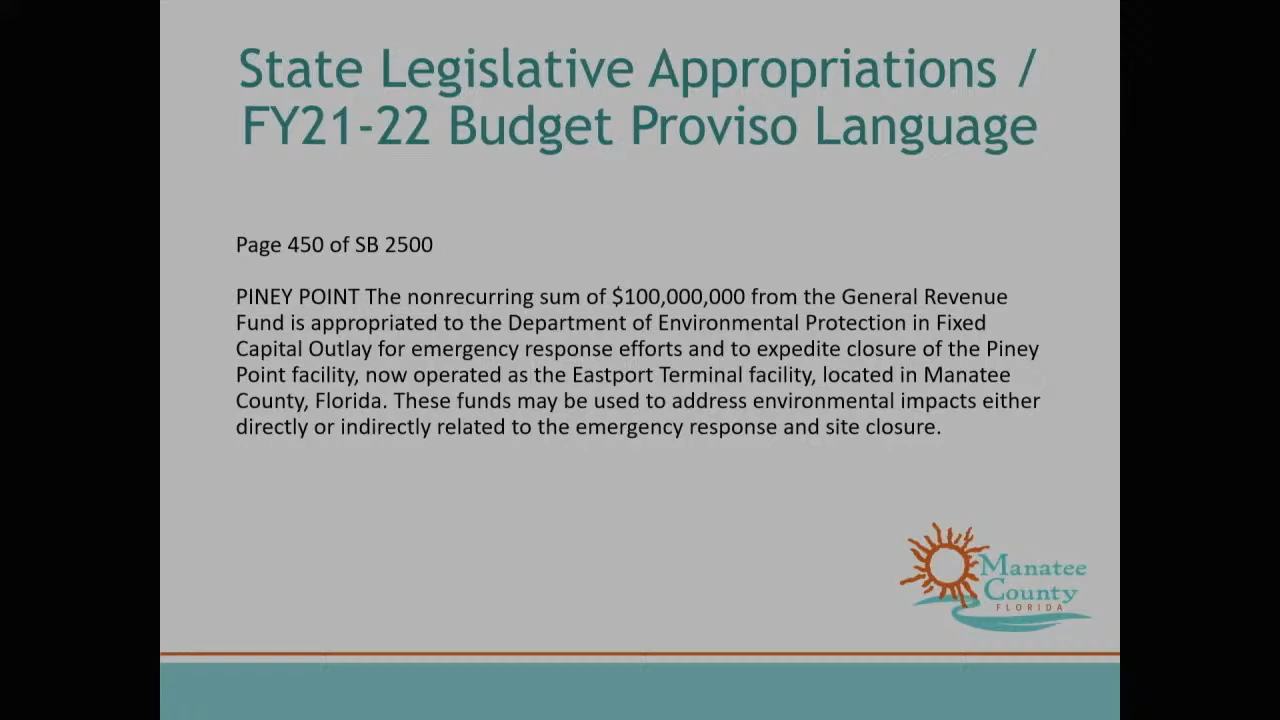 State Legislative Appropriations /
FY21-22 Budget Proviso Language
Page 450 of SB 2500
PINEY POINT The nonrecurring sum of $100,000,000 from the General Revenue
Fund is appropriated to the Department of Environmental Protection in Fixed
Capital Outlay for emergency response efforts and to expedite closure of the Piney
Point facility, now operated as the Eastport Terminal facility, located in Manatee
County, Florida. These funds may be used to address environmental impacts either
directly or indirectly related to the emergency response and site closure.
Manatee
County
FLORIDA